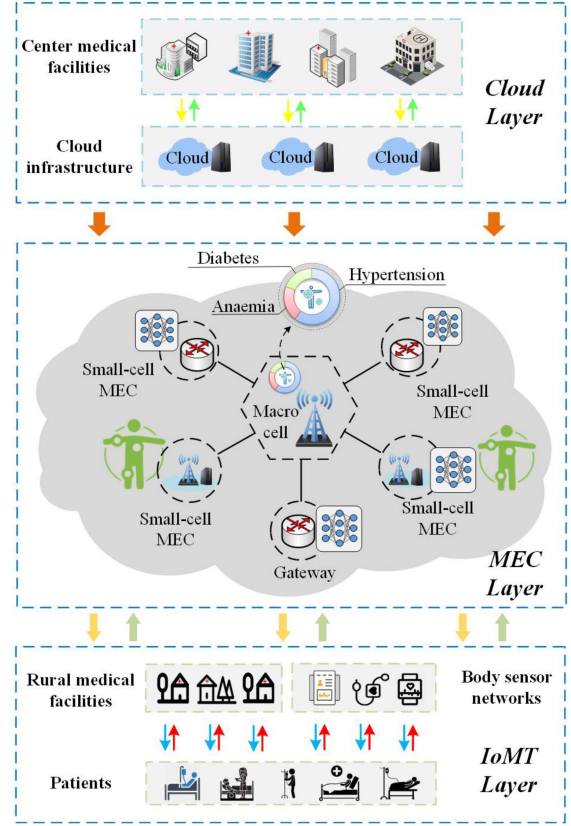 Center medical
facilities
Cloud
Layer
Cloud
infrastructure
Cloud
Cloud
Cloud
Diabetes
Hypertension
Anaemia
Small-cell
MEC
Small-cell
MEC
Macro
cell
Small-cell
MEC
Small-cell
MEC
Gateway
MEC
Layer
Rural medical
facilities
Body sensor
networks
Patients
IoMT
Layer